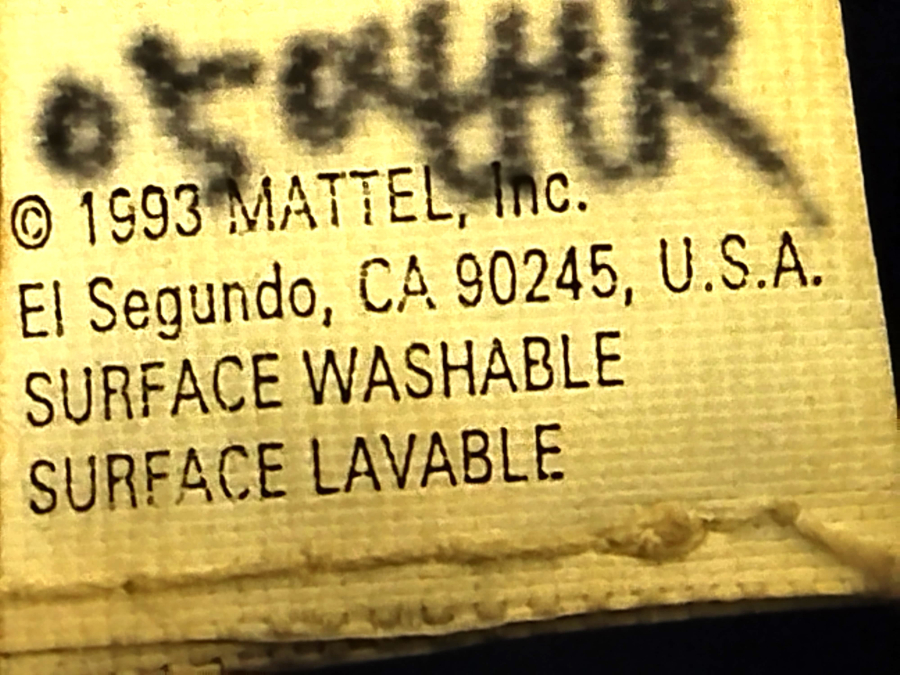 © 1993 MATTEL, Inc.
El Segundo, CA 90245, U.S.A.
SURFACE WASHABLE
SURFACE LAVABLE